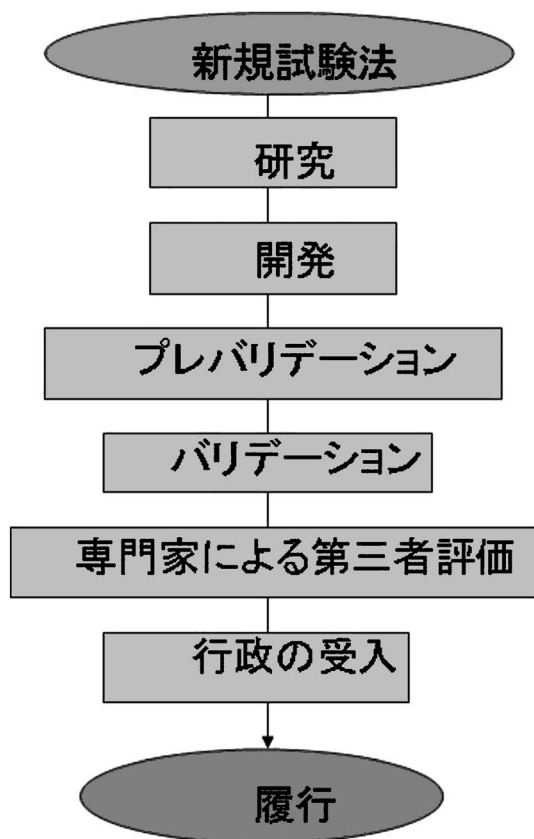 新規試験法
研究
開発
プレバリデーション
バリデーション
専門家による第三者評価
行政の受入
履行